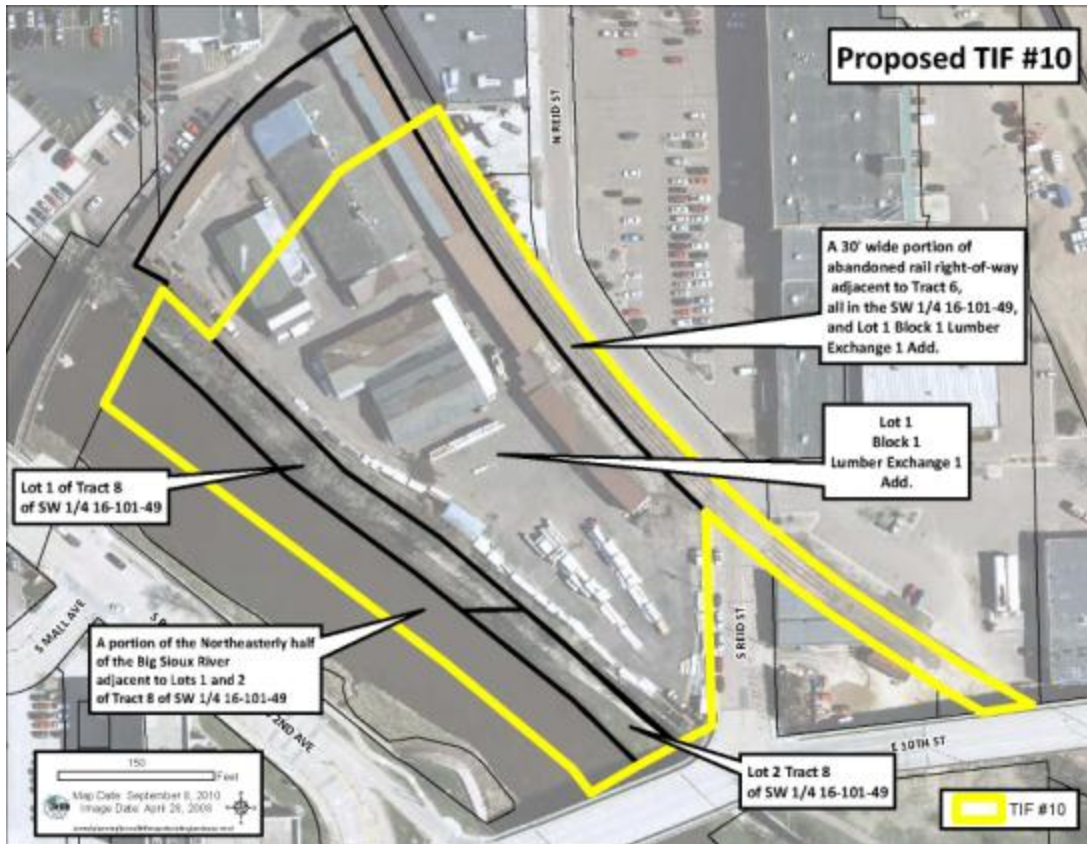 Proposed TIF #10
N REID ST
A 30' wide portion of
abandoned rail right-of-way
adjacent to Tract 6,
all in the SW 1/4 16-101-49,
and Lot 1 Block 1 Lumber
Exchange 1 Add.
Lot 1
Block 1
Lumber Exchange 1
Add.
Lot 1 of Tract 8
of SW 1/4 16-101-49
S MALL AVE
A portion of the Northeasterly half
of the Big Sioux River
adjacent to Lots 1 and 2
of Tract 8 of SW 1/4 16-101-49
2ND AVE
S REID ST
E 10TH ST
Lot 2 Tract 8
of SW 1/4 16-101-49
150
Feet
Map Date: September 8, 2010
Image Date: April 28, 2008
TIF #10